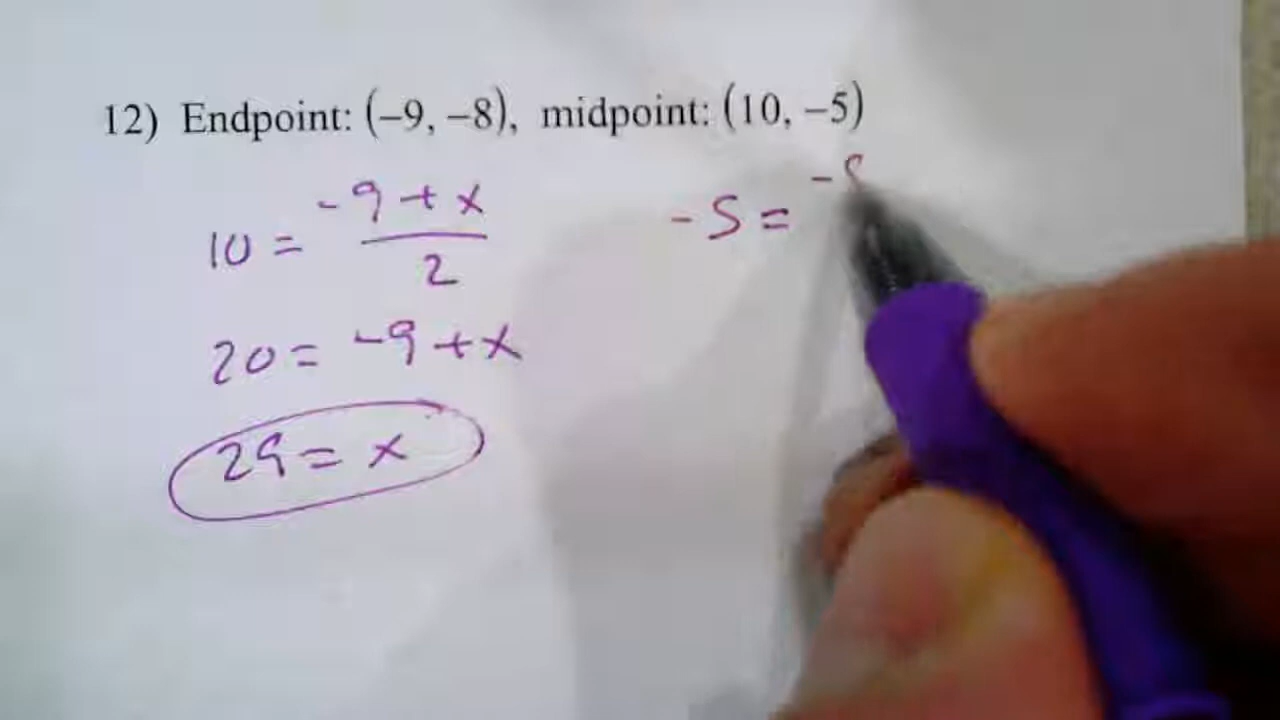 12) Endpoint: (−9, −8), midpoint: (10, −5)
10 = -9 + x
2
20 = -9 + x
29 = x
-5 = -